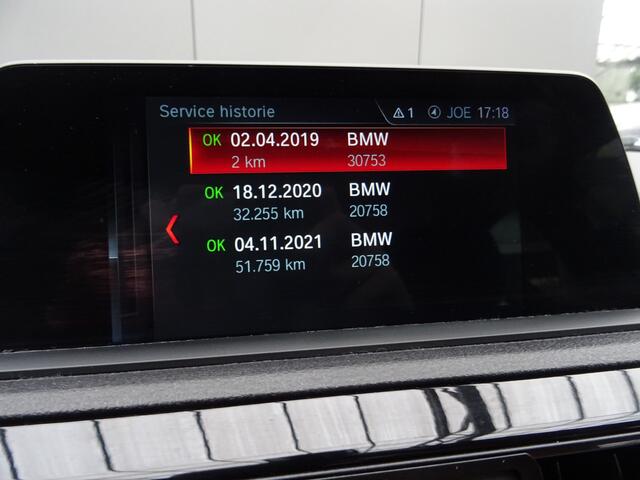 Service historie ⚠1 JOE 17:18
OK 02.04.2019 BMW
2 km 30753
OK 18.12.2020 BMW
32.255 km 20758
OK 04.11.2021 BMW
51.759 km 20758